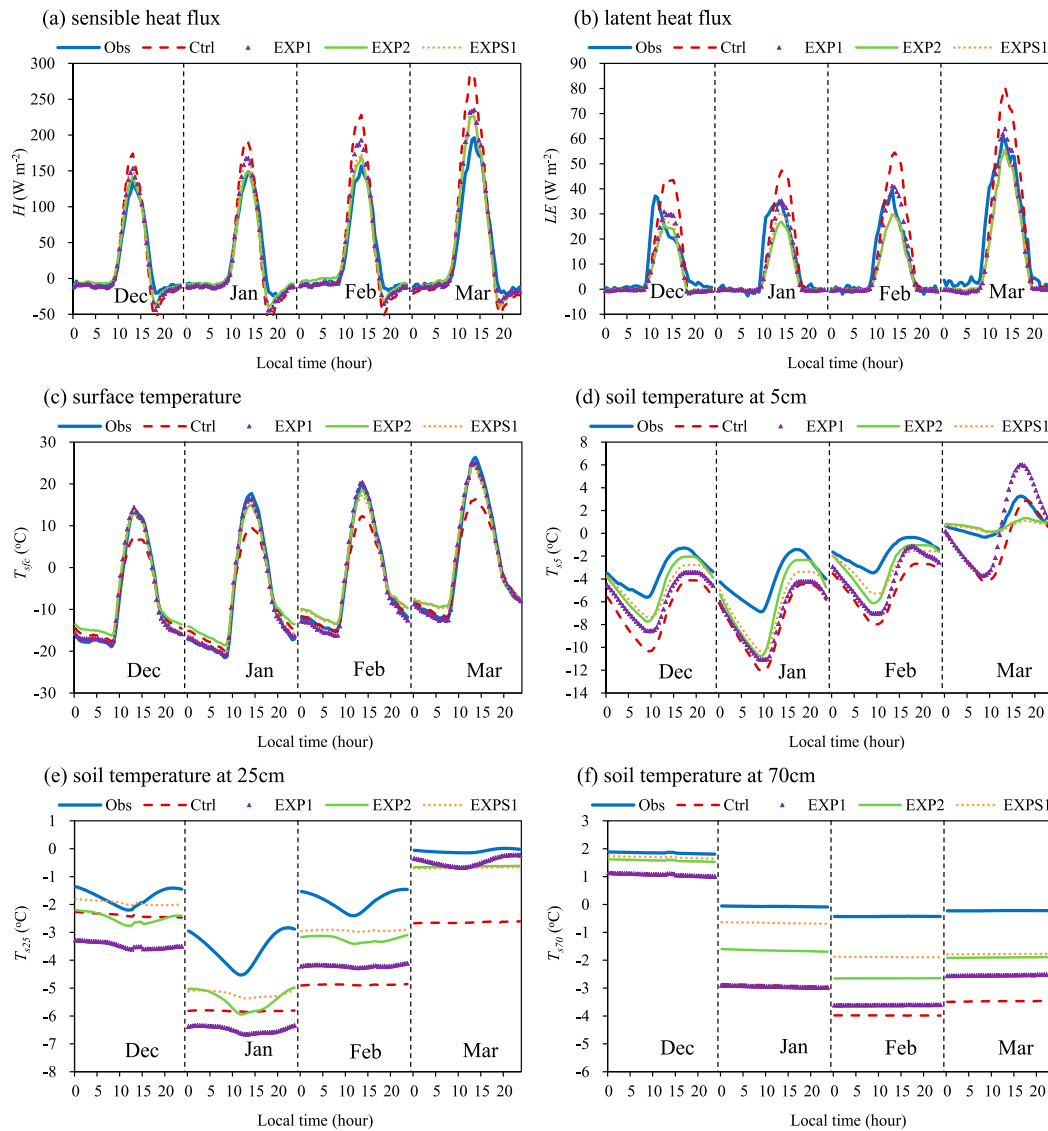 (a) sensible heat flux
Obs Ctrl EXP1 EXP2 EXPS1
300
250
200
150
100
50
0
-50
H (W m-2)
Dec Jan Feb Mar
0 5 10 15 20 0 5 10 15 20 0 5 10 15 20 0 5 10 15 20
Local time (hour)
(b) latent heat flux
Obs Ctrl EXP1 EXP2 EXPS1
90
80
70
60
50
40
30
20
10
0
-10
LE (W m-2)
Dec Jan Feb Mar
0 5 10 15 20 0 5 10 15 20 0 5 10 15 20 0 5 10 15 20
Local time (hour)
(c) surface temperature
Obs Ctrl EXP1 EXP2 EXPS1
30
20
10
0
-10
-20
-30
Tsfc (°C)
Dec Jan Feb Mar
0 5 10 15 20 0 5 10 15 20 0 5 10 15 20 0 5 10 15 20
Local time (hour)
(d) soil temperature at 5cm
Obs Ctrl EXP1 EXP2 EXPS1
8
6
4
2
0
-2
-4
-6
-8
-10
-12
-14
Ts5 (°C)
Dec Jan Feb Mar
0 5 10 15 20 0 5 10 15 20 0 5 10 15 20 0 5 10 15 20
Local time (hour)
(e) soil temperature at 25cm
Obs Ctrl EXP1 EXP2 EXPS1
1
0
-1
-2
-3
-4
-5
-6
-7
-8
Ts25 (°C)
Dec Jan Feb Mar
0 5 10 15 20 0 5 10 15 20 0 5 10 15 20 0 5 10 15 20
Local time (hour)
(f) soil temperature at 70cm
Obs Ctrl EXP1 EXP2 EXPS1
3
2
1
0
-1
-2
-3
-4
-5
-6
Ts70 (°C)
Dec Jan Feb Mar
0 5 10 15 20 0 5 10 15 20 0 5 10 15 20 0 5 10 15 20
Local time (hour)